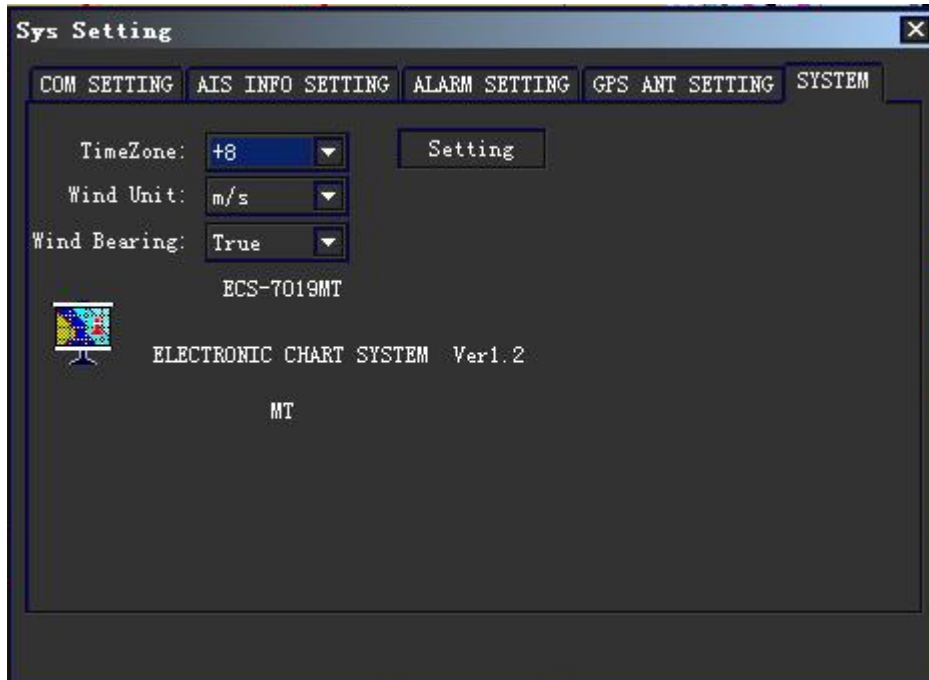 Sys Setting
COM SETTING AIS INFO SETTING ALARM SETTING GPS ANT SETTING SYSTEM
TimeZone: +8 Setting
Wind Unit: m/s
Wind Bearing: True
ECS-7019MT
ELECTRONIC CHART SYSTEM Ver1.2
MT